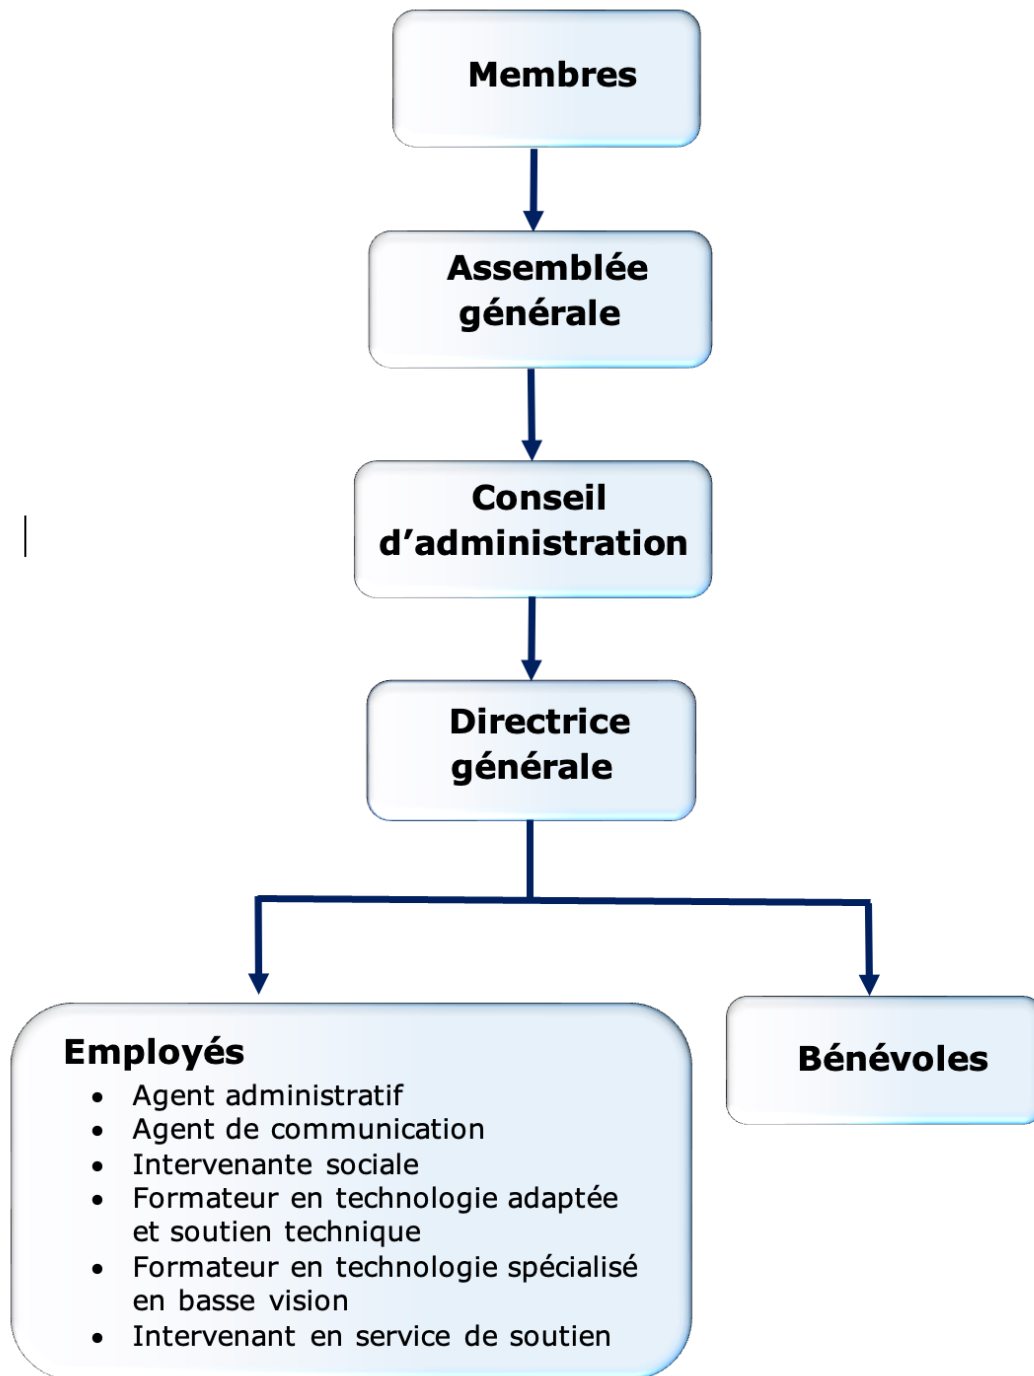 Membres
Assemblée
générale
Conseil
d’administration
Directrice
générale
Employés
• Agent administratif
• Agent de communication
• Intervenante sociale
• Formateur en technologie adaptée
et soutien technique
• Formateur en technologie spécialisé
en basse vision
• Intervenant en service de soutien
Bénévoles